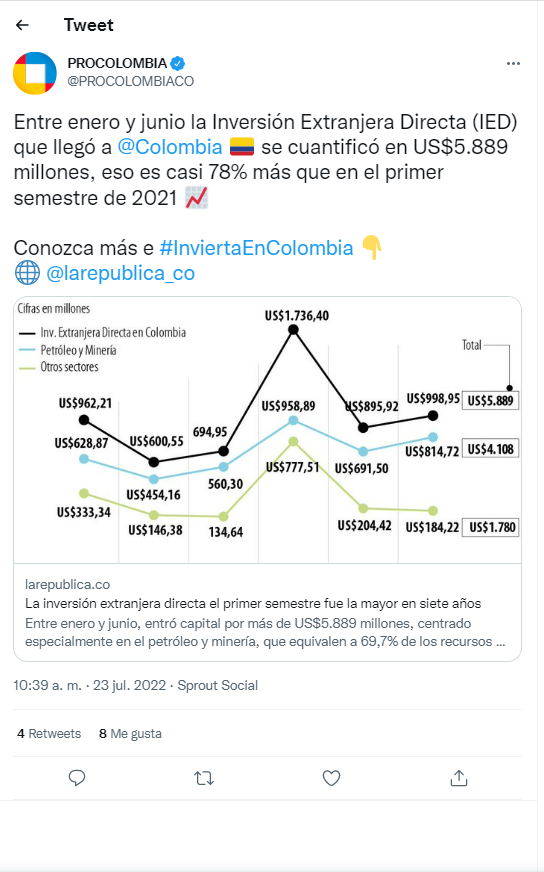 Tweet
PROCOLOMBIA
@PROCOLOMBIACO
Entre enero y junio la Inversión Extranjera Directa (IED)
que llegó a @Colombia 🇨🇴 se cuantificó en US$5.889
millones, eso es casi 78% más que en el primer
semestre de 2021 📈
Conozca más e #InviertaEnColombia 👇
🌐 @larepublica_co
Cifras en millones
Inv. Extranjera Directa en Colombia
Petróleo y Minería
Otros sectores
Total
US$962,21
US$600,55
694,95
US$1.736,40
US$895,92
US$998,95
US$5.889
US$628,87
US$454,16
560,30
US$958,89
US$691,50
US$814,72
US$4.108
US$333,34
US$146,38
134,64
US$777,51
US$204,42
US$184,22
US$1.780
larepublica.co
La inversión extranjera directa el primer semestre fue la mayor en siete años
Entre enero y junio, entró capital por más de US$5.889 millones, centrado
especialmente en el petróleo y minería, que equivalen a 69,7% de los recursos ...
10:39 a. m. · 23 jul. 2022 · Sprout Social
4 Retweets 8 Me gusta